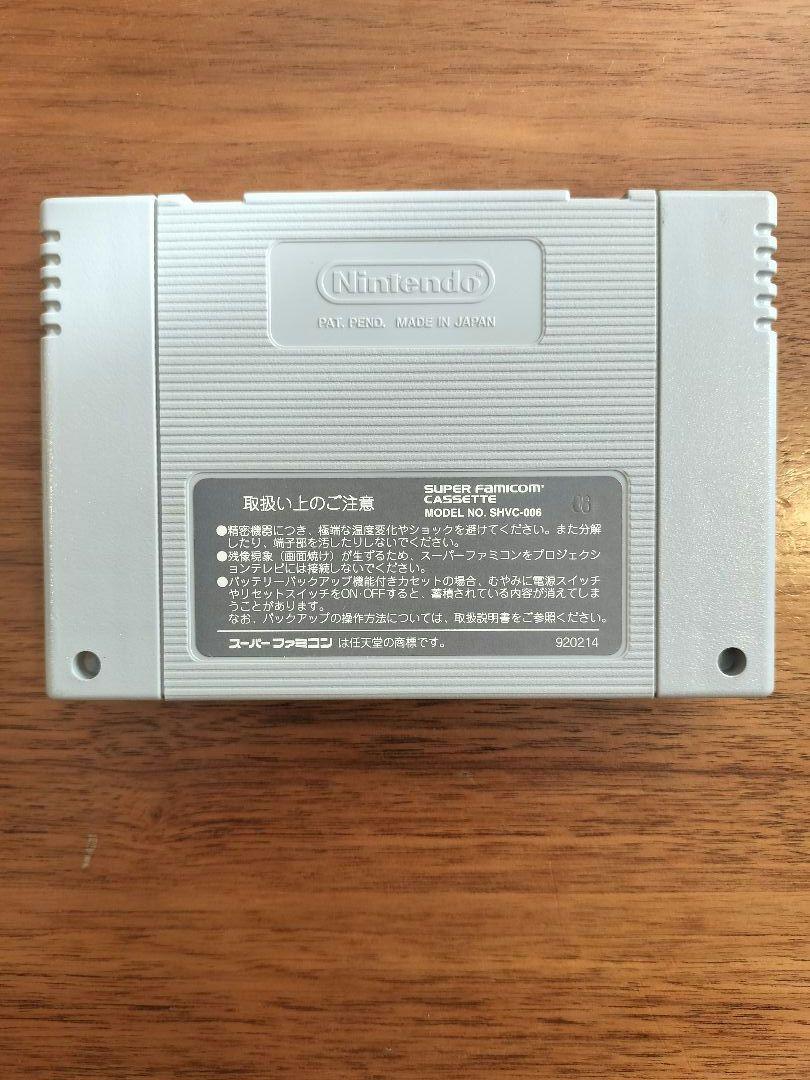 Nintendo®
PAT. PEND. MADE IN JAPAN
取扱い上のご注意
SUPER FAMICOM
CASSETTE
MODEL NO. SHVC-006
●精密機器につき、極端な温度変化やショックを避けてください。また分解
したり、端子部を汚したりしないでください。
●残像現象（画面焼け）が生ずるため、スーパーファミコンをプロジェクシ
ョンテレビには接続しないでください。
●バッテリーバックアップ機能付きカセットの場合、むやみに電源スイッチ
やリセットスイッチをON・OFFすると、蓄積されている内容が消えてしま
うことがあります。
なお、バックアップの操作方法については、取扱説明書をご参照ください。
スーパーファミコン は任天堂の商標です。
920214